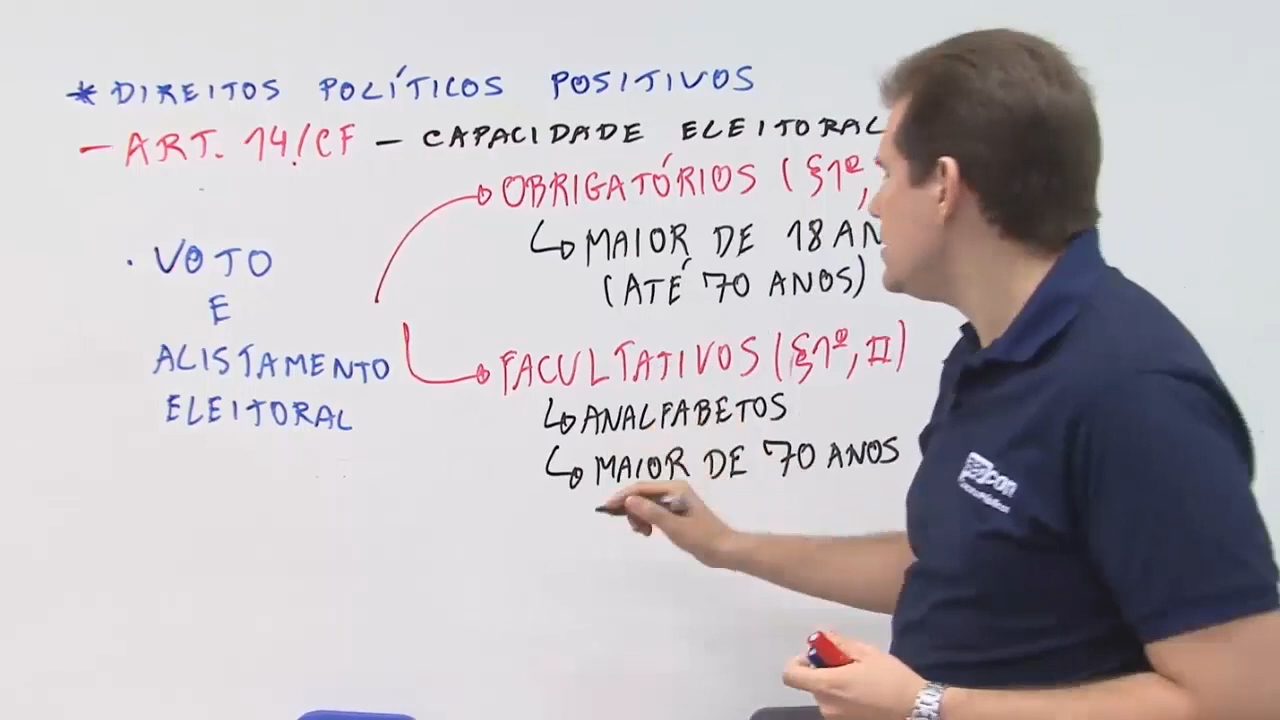 * DIREITOS POLÍTICOS POSITIVOS
- ART. 14/CF - CAPACIDADE ELEITORAL
OBRIGATÓRIOS (§1º,
MAIOR DE 18 AN
(ATÉ 70 ANOS)
· VOTO
E
ALISTAMENTO
ELEITORAL
FACULTATIVOS (§1º, II)
ANALFABETOS
MAIOR DE 70 ANOS